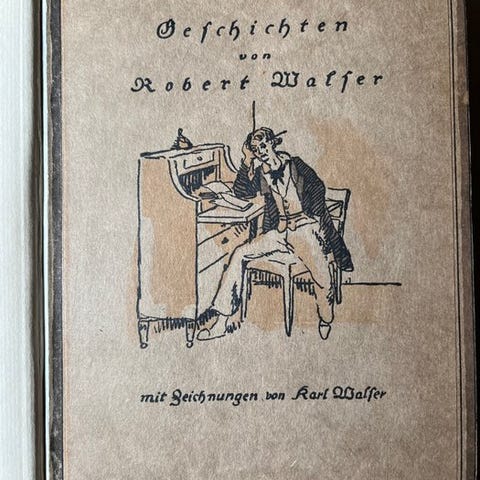 Geschichten
von
Robert Walser
mit Zeichnungen von Karl Walser